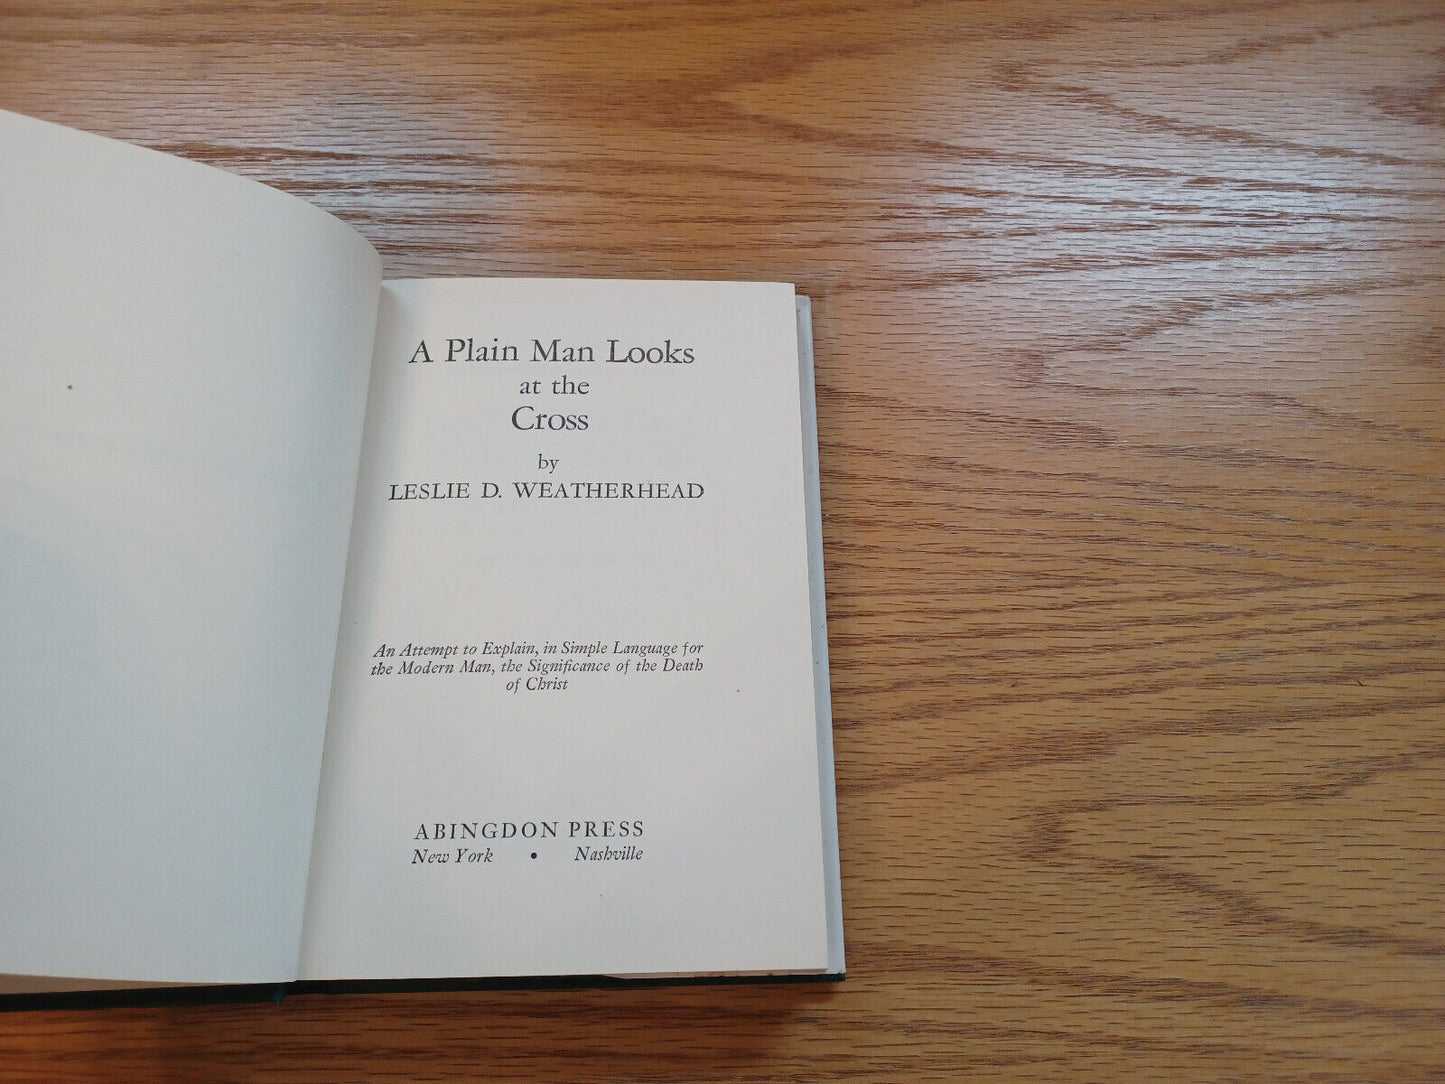 A Plain Man Looks
at the
Cross
by
LESLIE D. WEATHERHEAD
An Attempt to Explain, in Simple Language for
the Modern Man, the Significance of the Death
of Christ
ABINGDON PRESS
New York • Nashville